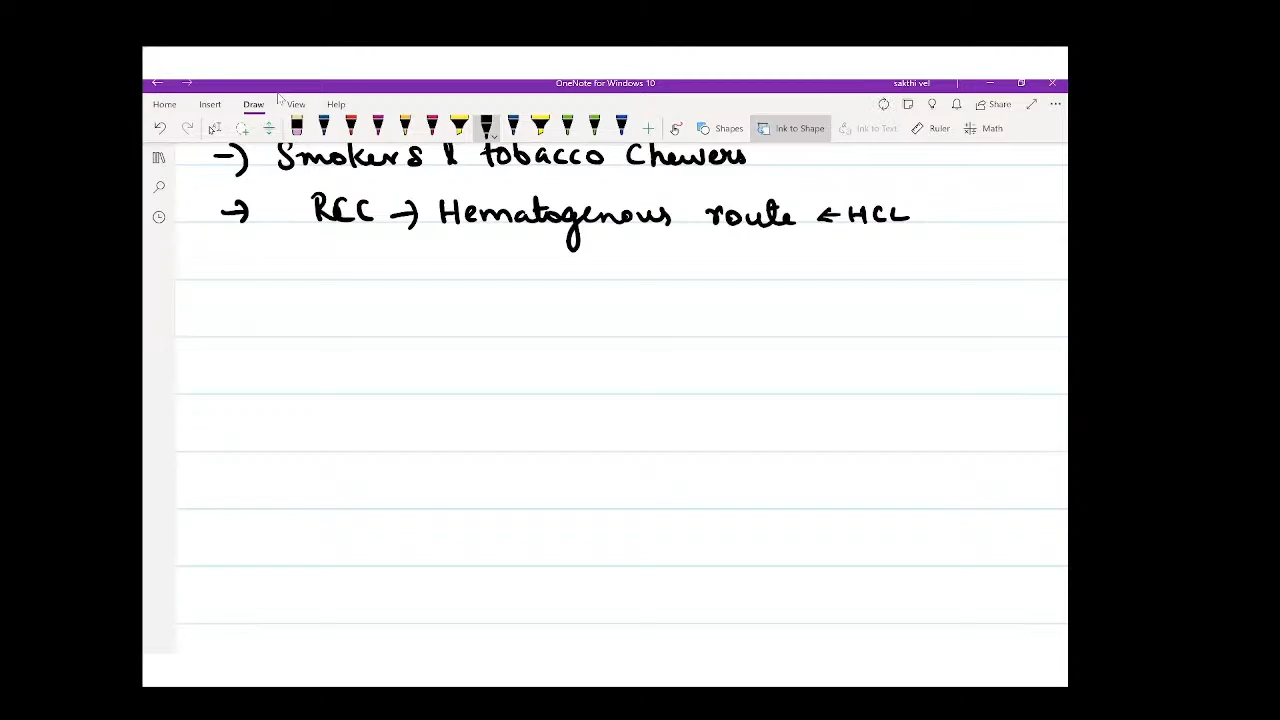 OneNote for Windows 10
sakthi vel
Home Insert Draw View Help
Share
Shapes Ink to Shape Ink to Text Ruler Math
→ Smokers & tobacco Chewers
→ RCC → Hematogenous route ← HCL